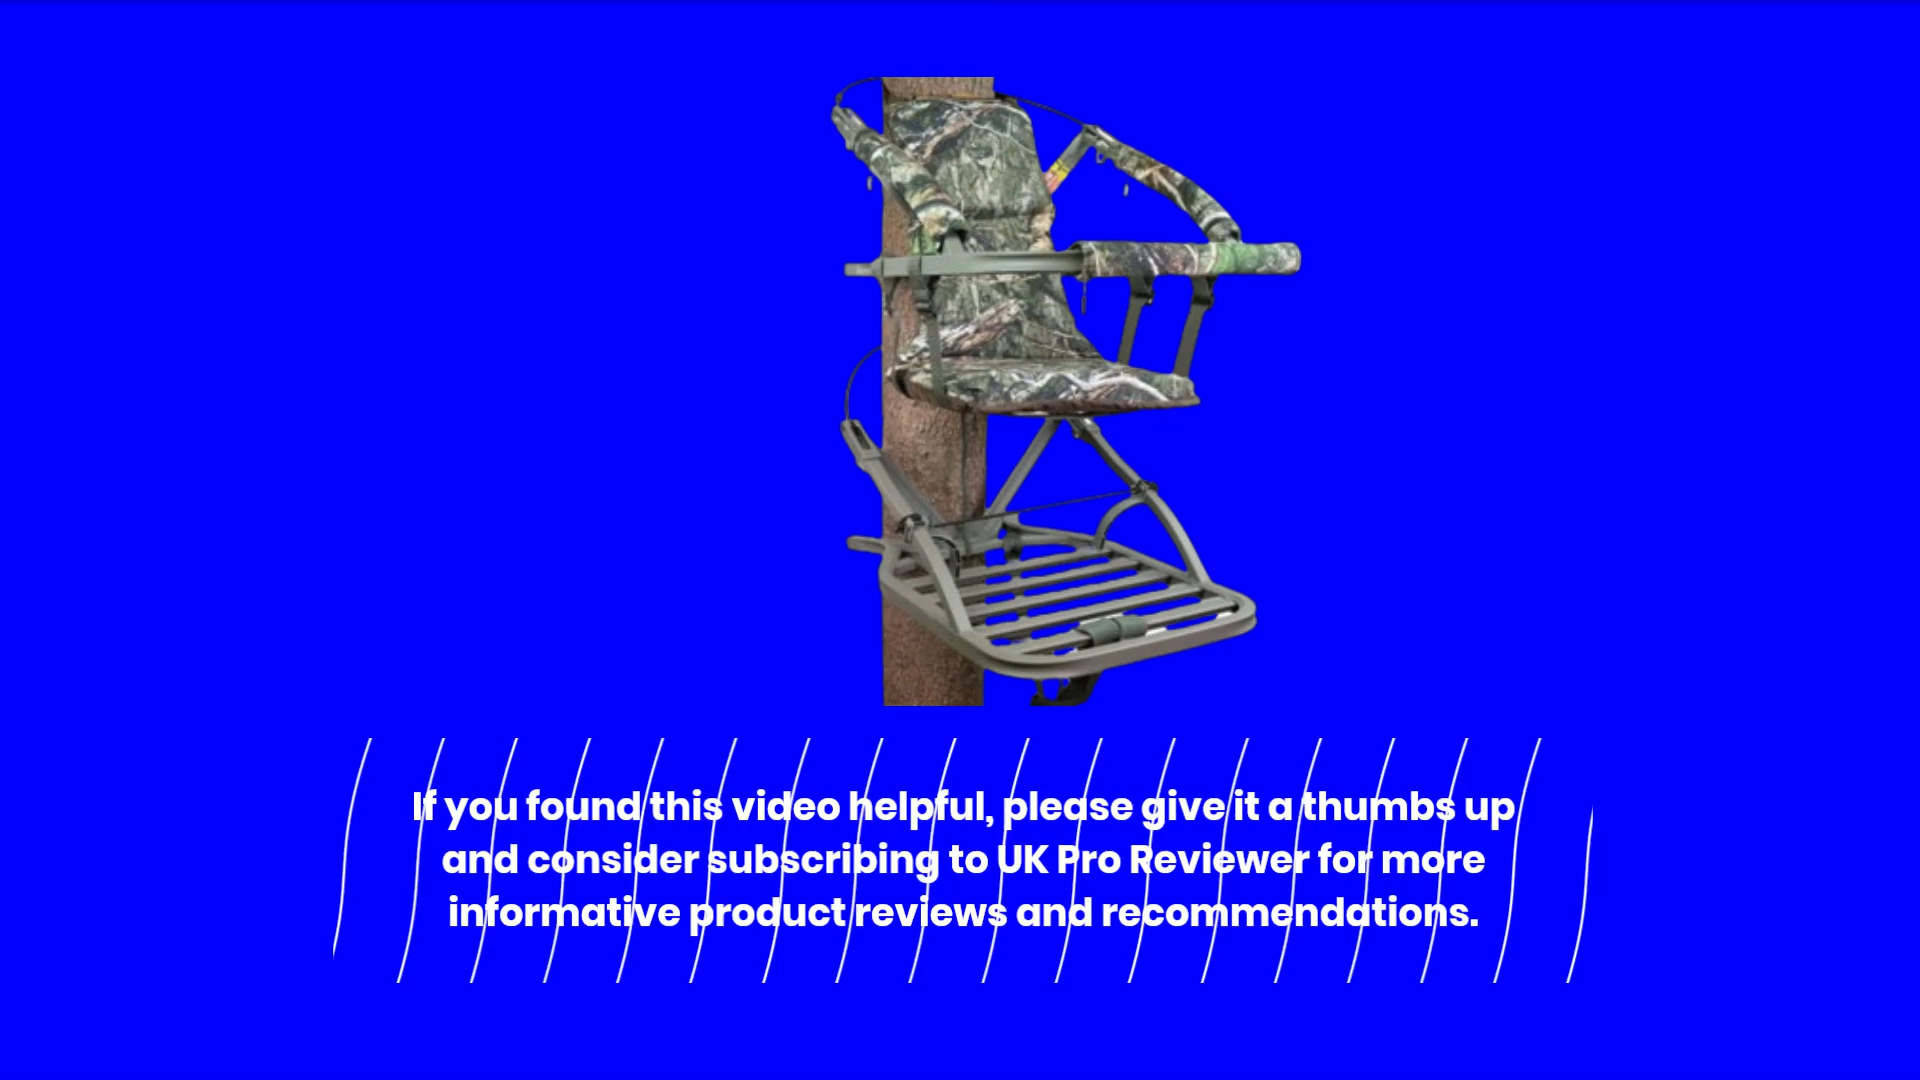 If you found this video helpful, please give it a thumbs up
and consider subscribing to UK Pro Reviewer for more
informative product reviews and recommendations.